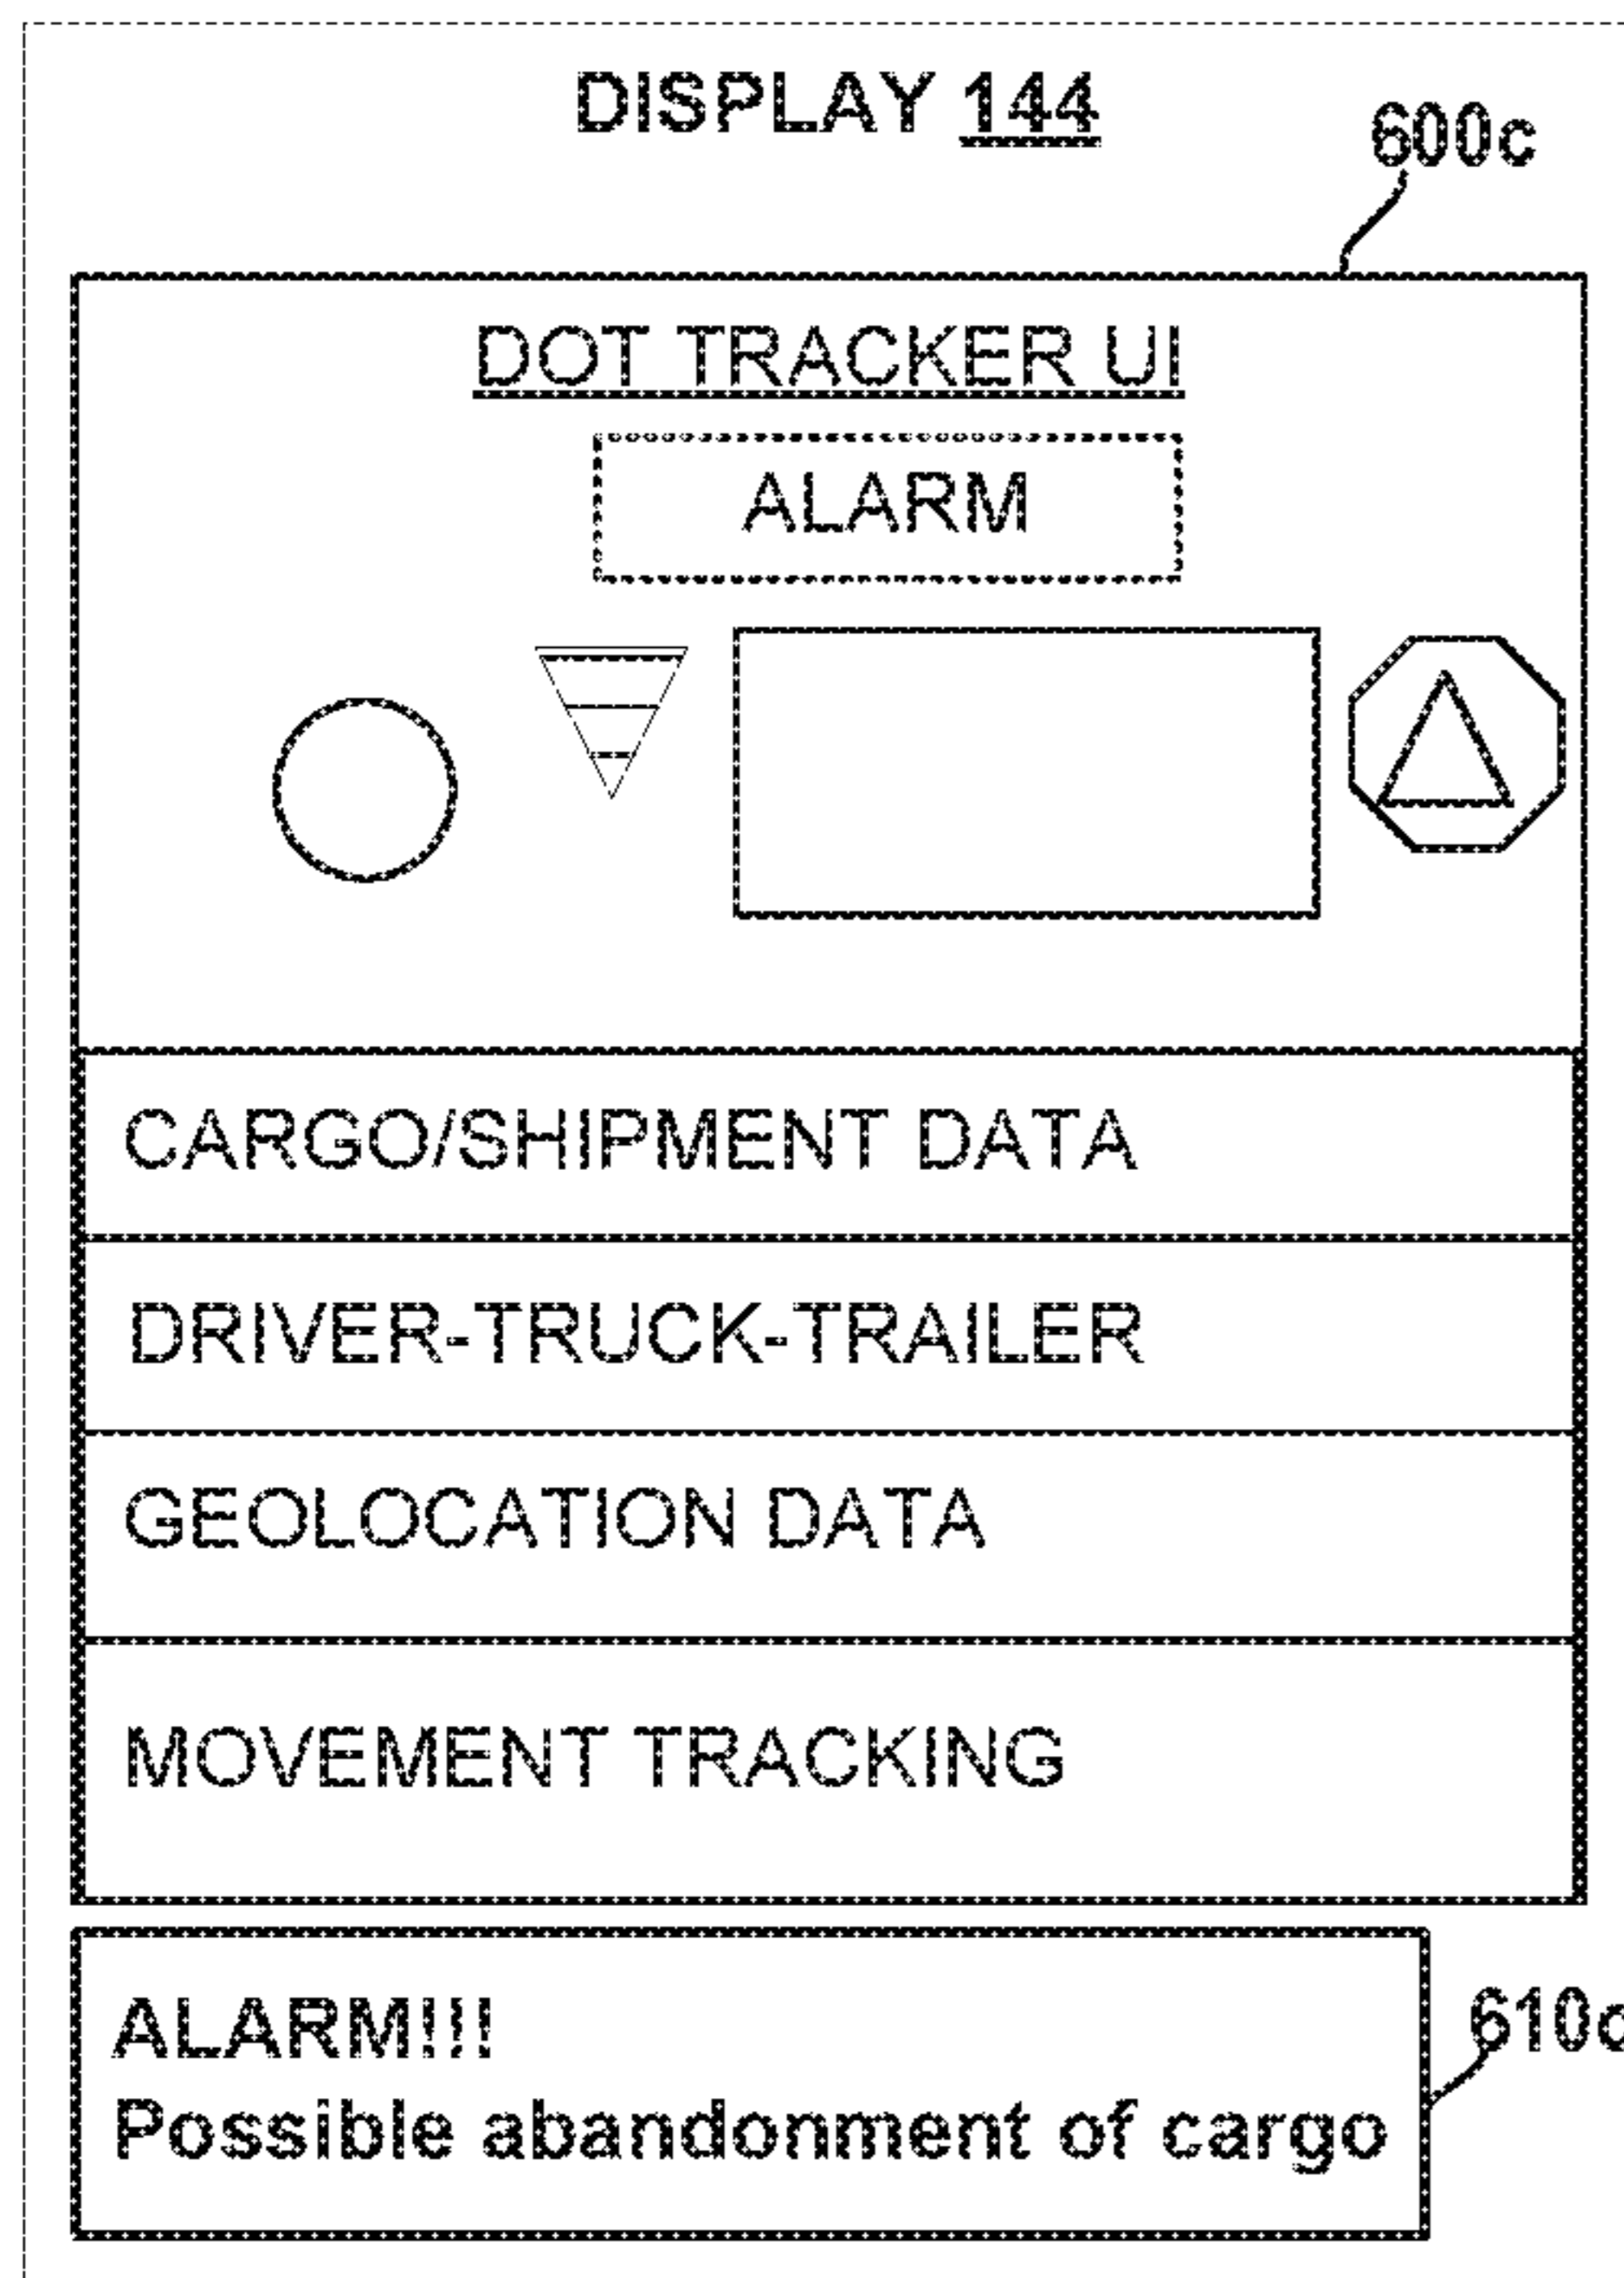 DISPLAY 144
600c
DOT TRACKER UI
ALARM
CARGO/SHIPMENT DATA
DRIVER-TRUCK-TRAILER
GEOLOCATION DATA
MOVEMENT TRACKING
ALARM!!!
610c
Possible abandonment of cargo